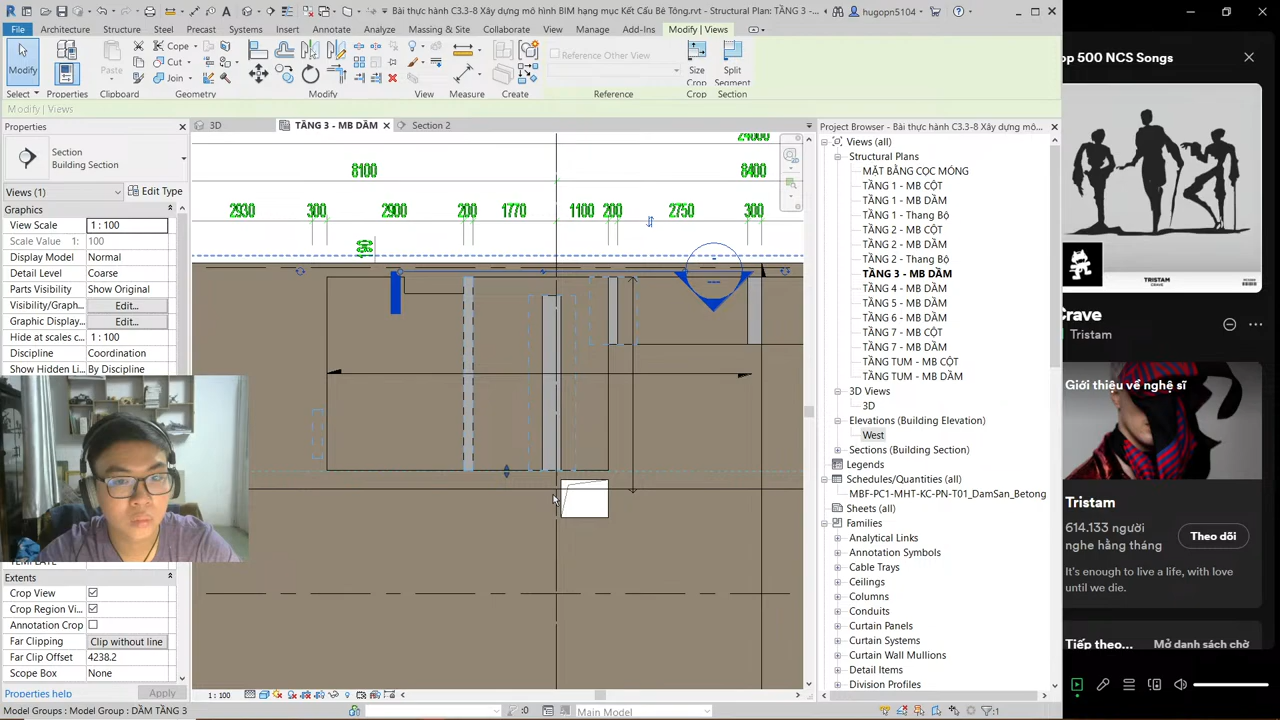 Bài thực hành C3.3-8 Xây dựng mô hình BIM hạng mục Kết Cấu Bê Tông.rvt - Structural Plan: TẦNG 3 -...
hugopn5104
File
Architecture
Structure
Steel
Precast
Systems
Insert
Annotate
Analyze
Massing & Site
Collaborate
View
Manage
Add-Ins
Modify | Views
Modify
Properties
Paste
Cope
Cut
Join
Reference Other View
Size
Crop
Split
Segment
Select
Properties
Clipboard
Geometry
Modify
View
Measure
Create
Reference
Crop
Section
Modify | Views
Properties
3D
TẦNG 3 - MB DẦM
Section 2
Section
Building Section
Views (1)
Edit Type
Graphics
View Scale
1 : 100
Scale Value 1:
100
Display Model
Normal
Detail Level
Coarse
Parts Visibility
Show Original
Visibility/Graph...
Edit...
Graphic Display...
Edit...
Hide at scales c...
1 : 100
Discipline
Coordination
Show Hidden Li...
By Discipline
Extents
Crop View
Crop Region Vi...
Annotation Crop
Far Clipping
Clip without line
Far Clip Offset
4238.2
Scope Box
None
Properties help
Apply
24600
8100
8400
2930
300
2900
200
1770
1100
200
2750
300
1 : 100
Model Groups : Model Group : DẦM TẦNG 3
:0
Main Model
:1
Project Browser - Bài thực hành C3.3-8 Xây dựng mô...
Views (all)
Structural Plans
MẶT BẰNG CỌC MÓNG
TẦNG 1 - MB CỘT
TẦNG 1 - MB DẦM
TẦNG 1 - Thang Bộ
TẦNG 2 - MB CỘT
TẦNG 2 - MB DẦM
TẦNG 2 - Thang Bộ
TẦNG 3 - MB DẦM
TẦNG 4 - MB DẦM
TẦNG 5 - MB DẦM
TẦNG 6 - MB DẦM
TẦNG 7 - MB CỘT
TẦNG 7 - MB DẦM
TẦNG TUM - MB CỘT
TẦNG TUM - MB DẦM
3D Views
3D
Elevations (Building Elevation)
West
Sections (Building Section)
Legends
Schedules/Quantities (all)
MBF-PC1-MHT-KC-PN-T01_DamSan_Betong
Sheets (all)
Families
Analytical Links
Annotation Symbols
Cable Trays
Ceilings
Columns
Conduits
Curtain Panels
Curtain Systems
Curtain Wall Mullions
Detail Items
Division Profiles
op 500 NCS Songs
TRISTAM
CRAVE
Crave
Tristam
Giới thiệu về nghệ sĩ
Tristam
614.133 người
nghe hằng tháng
Theo dõi
It's enough to live a life, with love
until we die.
Tiếp theo...
Mở danh sách chờ